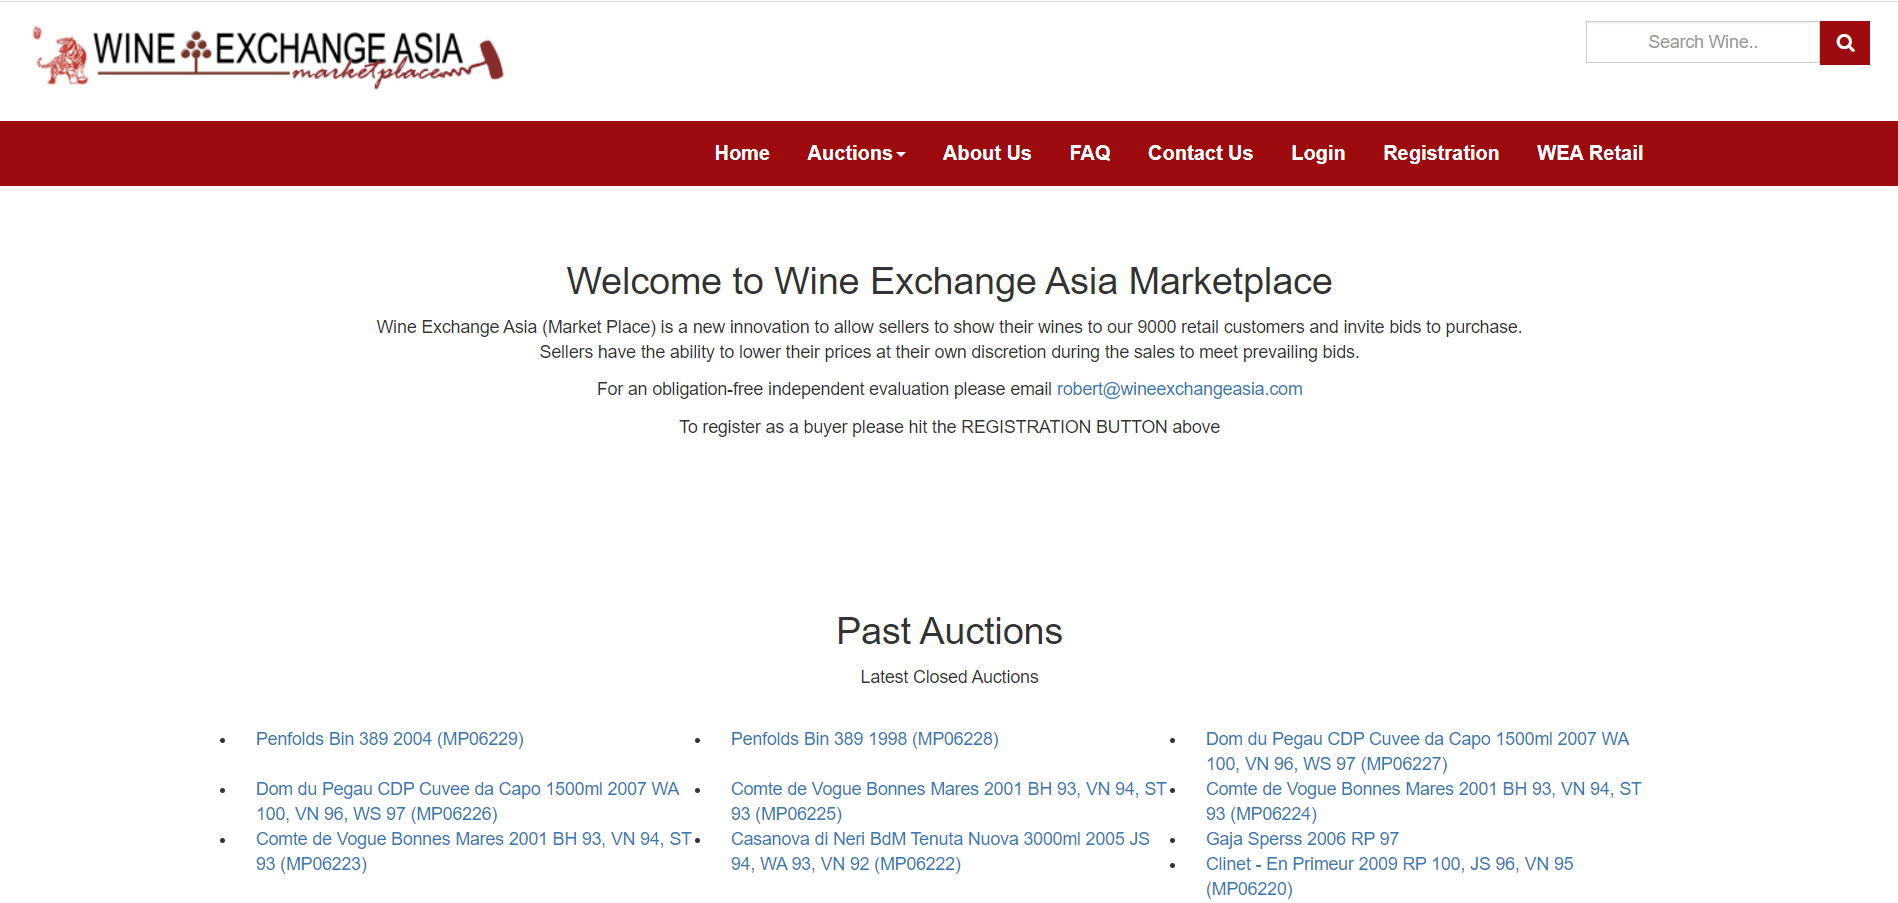 WINE EXCHANGE ASIA
marketplace
Search Wine..
Home Auctions About Us FAQ Contact Us Login Registration WEA Retail
Welcome to Wine Exchange Asia Marketplace
Wine Exchange Asia (Market Place) is a new innovation to allow sellers to show their wines to our 9000 retail customers and invite bids to purchase.
Sellers have the ability to lower their prices at their own discretion during the sales to meet prevailing bids.
For an obligation-free independent evaluation please email robert@wineexchangeasia.com
To register as a buyer please hit the REGISTRATION BUTTON above
Past Auctions
Latest Closed Auctions
Penfolds Bin 389 2004 (MP06229)
Penfolds Bin 389 1998 (MP06228)
Dom du Pegau CDP Cuvee da Capo 1500ml 2007 WA
100, VN 96, WS 97 (MP06227)
Dom du Pegau CDP Cuvee da Capo 1500ml 2007 WA
100, VN 96, WS 97 (MP06226)
Comte de Vogue Bonnes Mares 2001 BH 93, VN 94, ST
93 (MP06225)
Comte de Vogue Bonnes Mares 2001 BH 93, VN 94, ST
93 (MP06224)
Comte de Vogue Bonnes Mares 2001 BH 93, VN 94, ST
93 (MP06223)
Casanova di Neri BdM Tenuta Nuova 3000ml 2005 JS
94, WA 93, VN 92 (MP06222)
Gaja Sperss 2006 RP 97
Clinet - En Primeur 2009 RP 100, JS 96, VN 95
(MP06220)